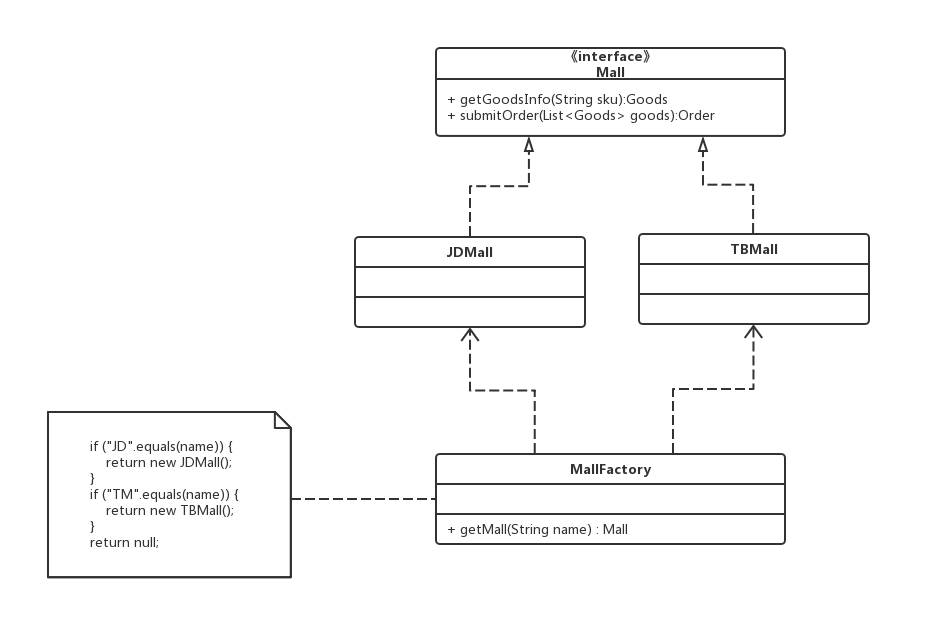 《interface》
Mall
+ getGoodsInfo(String sku):Goods
+ submitOrder(List<Goods> goods):Order
JDMall
TBMall
if ("JD".equals(name)) {
return new JDMall();
}
if ("TM".equals(name)) {
return new TBMall();
}
return null;
MallFactory
+ getMall(String name) : Mall